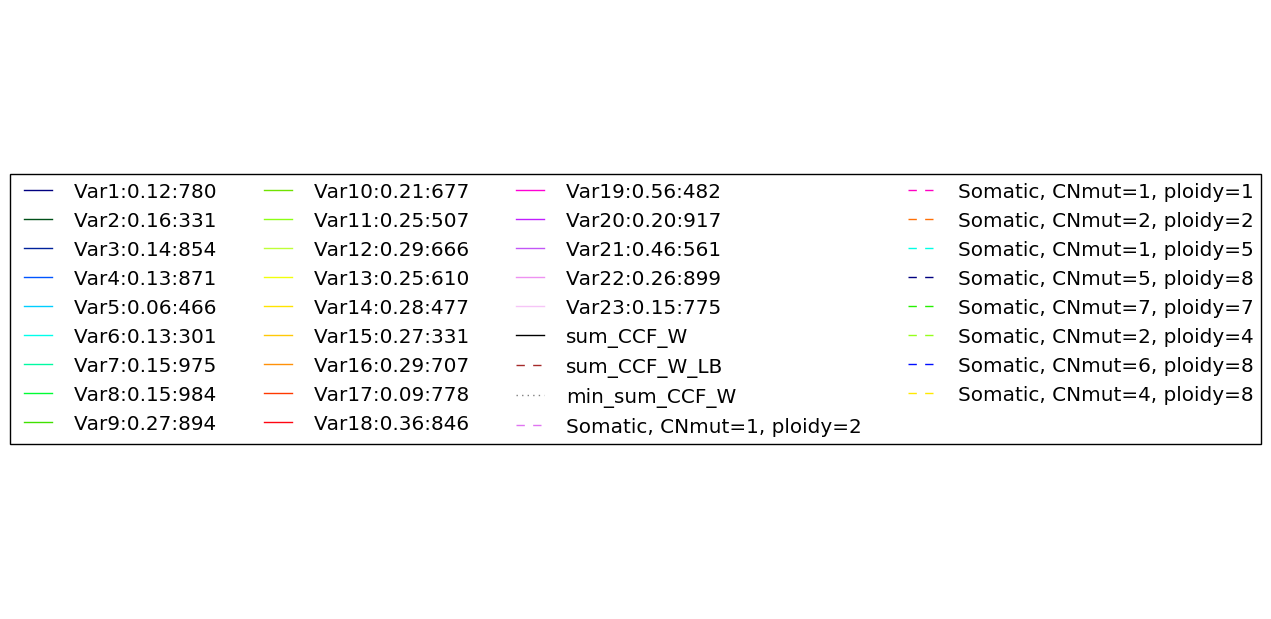 Var1:0.12:780
Var2:0.16:331
Var3:0.14:854
Var4:0.13:871
Var5:0.06:466
Var6:0.13:301
Var7:0.15:975
Var8:0.15:984
Var9:0.27:894
Var10:0.21:677
Var11:0.25:507
Var12:0.29:666
Var13:0.25:610
Var14:0.28:477
Var15:0.27:331
Var16:0.29:707
Var17:0.09:778
Var18:0.36:846
Var19:0.56:482
Var20:0.20:917
Var21:0.46:561
Var22:0.26:899
Var23:0.15:775
sum_CCF_W
sum_CCF_W_LB
min_sum_CCF_W
Somatic, CNmut=1, ploidy=2
Somatic, CNmut=1, ploidy=1
Somatic, CNmut=2, ploidy=2
Somatic, CNmut=1, ploidy=5
Somatic, CNmut=5, ploidy=8
Somatic, CNmut=7, ploidy=7
Somatic, CNmut=2, ploidy=4
Somatic, CNmut=6, ploidy=8
Somatic, CNmut=4, ploidy=8